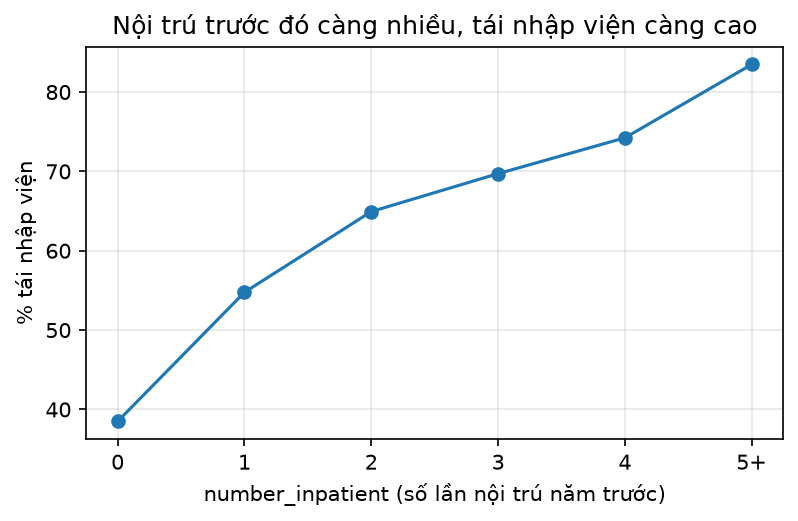 Nội trú trước đó càng nhiều, tái nhập viện càng cao
% tái nhập viện
80
70
60
50
40
0 1 2 3 4 5+
number_inpatient (số lần nội trú năm trước)